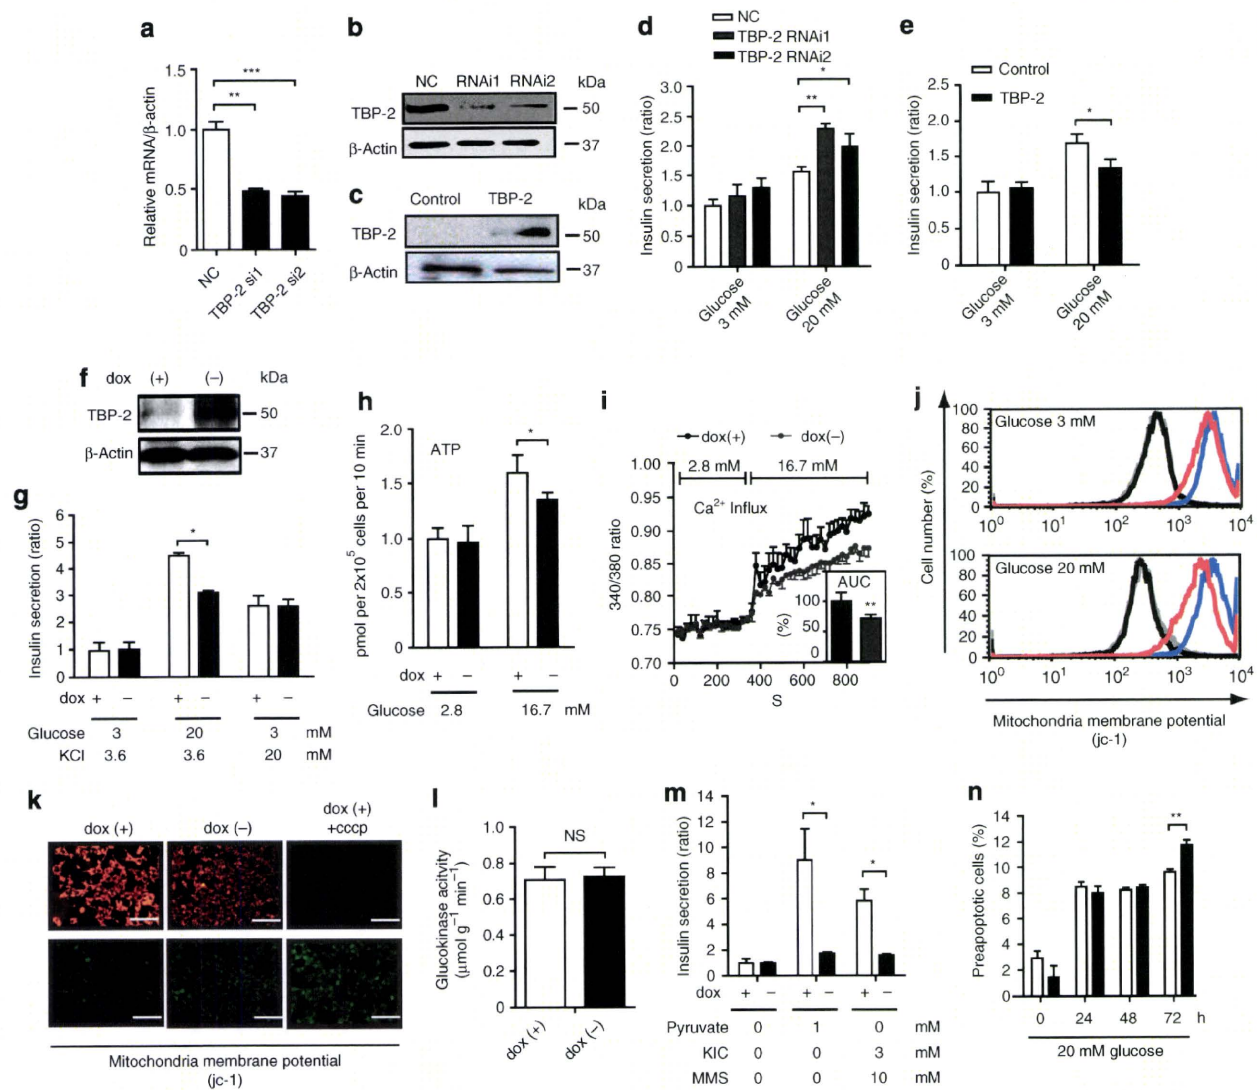 a
1.5
1.0
0.5
0
Relative mRNA/β-actin
***
**
NC
TBP-2 si1
TBP-2 si2
b
NC RNAi1 RNAi2 kDa
TBP-2 50
β-Actin 37
c
Control TBP-2 kDa
TBP-2 50
β-Actin 37
d
NC
TBP-2 RNAi1
TBP-2 RNAi2
Insulin secretion (ratio)
3.0
2.5
2.0
1.5
1.0
0.5
0
*
**
Glucose
3 mM
Glucose
20 mM
e
Control
TBP-2
Insulin secretion (ratio)
2.5
2.0
1.5
1.0
0.5
0
*
Glucose
3 mM
Glucose
20 mM
f
dox (+) (−) kDa
TBP-2 50
β-Actin 37
g
Insulin secretion (ratio)
6
5
4
3
2
1
0
*
dox + − + − + −
Glucose 3 20 3 mM
KCl 3.6 3.6 20 mM
h
pmol per 2x10⁵ cells per 10 min
2.0
1.5
1.0
0.5
0
ATP
*
dox + − + −
Glucose 2.8 16.7 mM
i
dox(+) dox(−)
2.8 mM 16.7 mM
Ca²⁺ Influx
340/380 ratio
1.00
0.95
0.90
0.85
0.80
0.75
0.70
AUC
100
50
0
(%)
**
0 200 400 600 800
S
j
Cell number (%)
Glucose 3 mM
100
80
60
40
20
0
10⁰ 10¹ 10² 10³ 10⁴
Glucose 20 mM
100
80
60
40
20
0
10⁰ 10¹ 10² 10³ 10⁴
Mitochondria membrane potential
(jc-1)
k
dox (+) dox (−) dox (+)
+cccp
Mitochondria membrane potential
(jc-1)
l
Glucokinase acitvity
(μmol g⁻¹ min⁻¹)
1.0
0.8
0.6
0.4
0.2
0
NS
dox (+)
dox (−)
m
Insulin secretion (ratio)
14
12
10
8
6
4
2
0
*
*
dox + − + − + −
Pyruvate 0 1 0 mM
KIC 0 0 3 mM
MMS 0 0 10 mM
n
Preapoptotic cells (%)
14
12
10
8
6
4
2
0
**
0 24 48 72 h
20 mM glucose